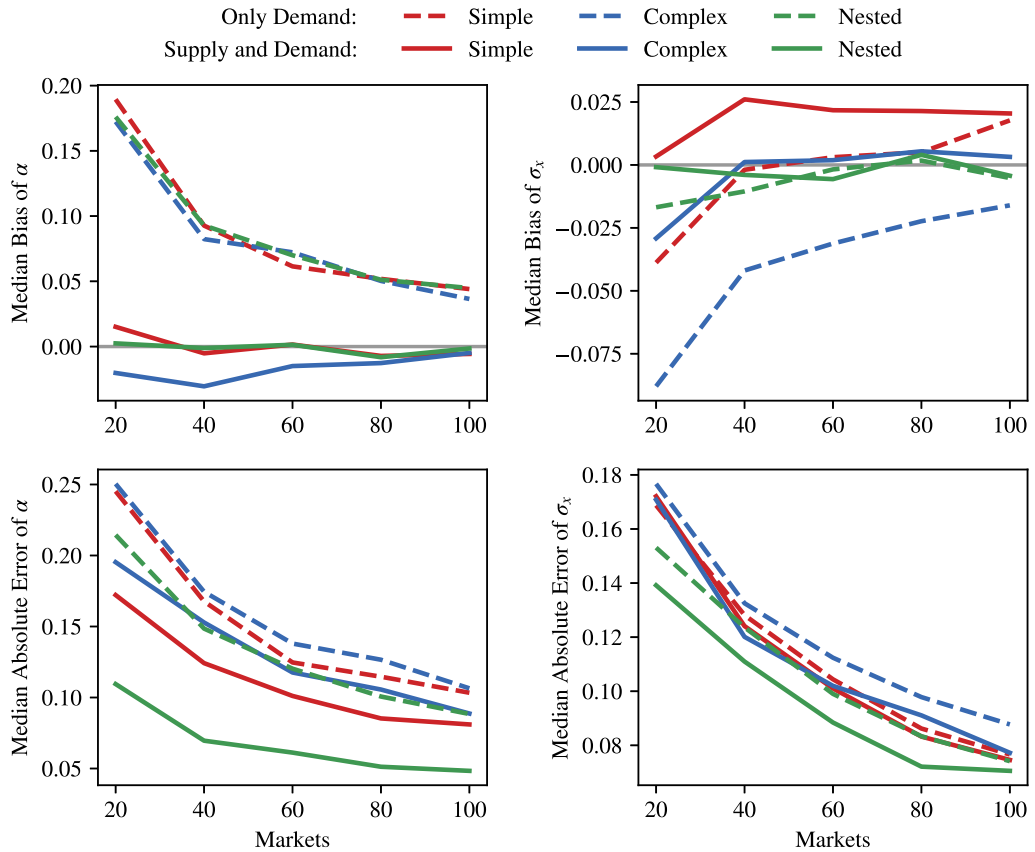 Only Demand: Simple Complex Nested
Supply and Demand: Simple Complex Nested
Median Bias of α
0.20
0.15
0.10
0.05
0.00
20 40 60 80 100
Median Bias of σₓ
0.025
0.000
−0.025
−0.050
−0.075
20 40 60 80 100
Median Absolute Error of α
0.25
0.20
0.15
0.10
0.05
20 40 60 80 100
Markets
Median Absolute Error of σₓ
0.18
0.16
0.14
0.12
0.10
0.08
20 40 60 80 100
Markets